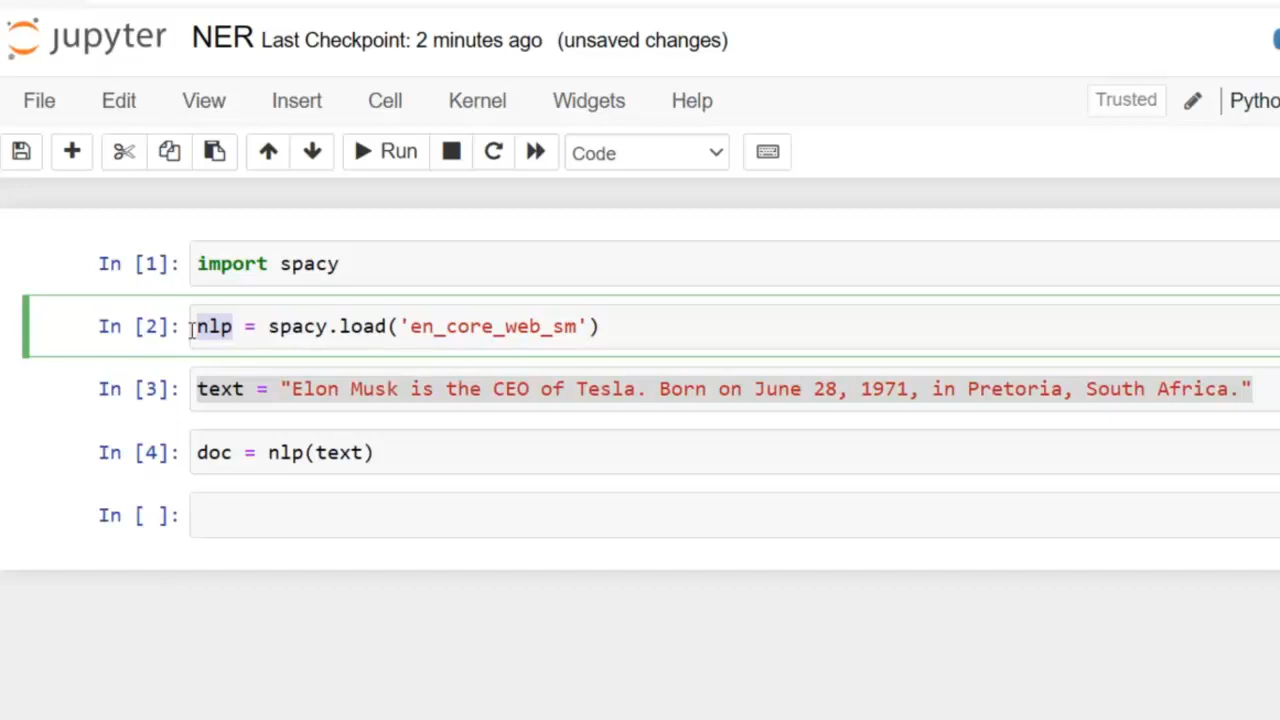 jupyter NER Last Checkpoint: 2 minutes ago (unsaved changes)
File Edit View Insert Cell Kernel Widgets Help Trusted Pytho
Run Code
In [1]: import spacy
In [2]: nlp = spacy.load('en_core_web_sm')
In [3]: text = "Elon Musk is the CEO of Tesla. Born on June 28, 1971, in Pretoria, South Africa."
In [4]: doc = nlp(text)
In [ ]: